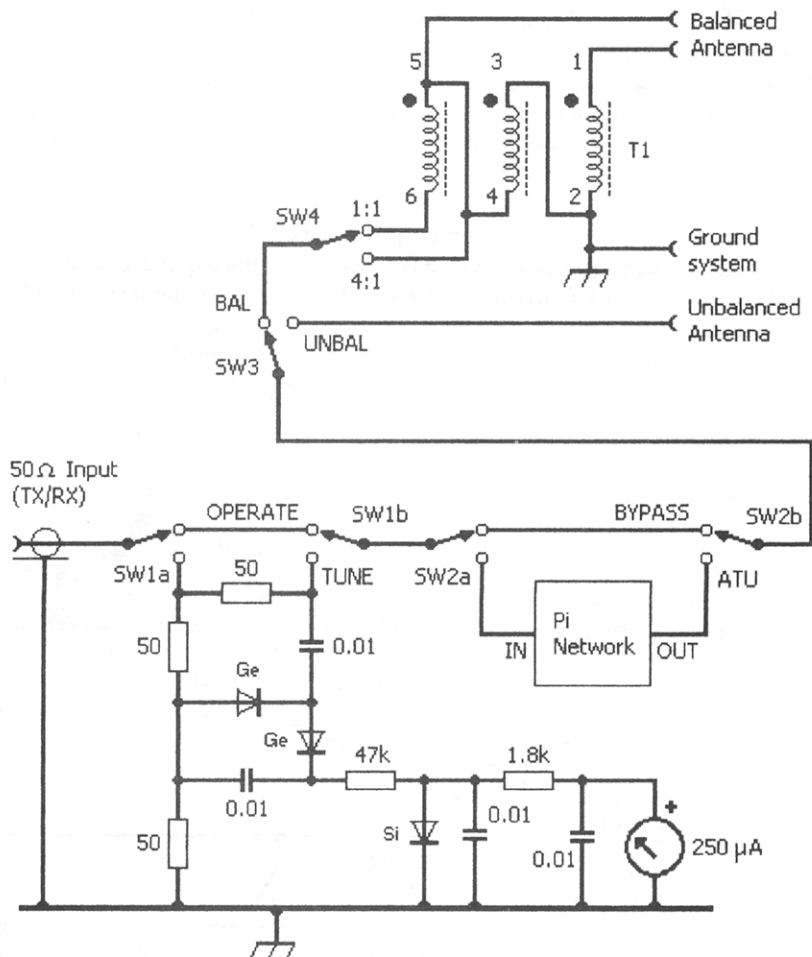 Balanced
Antenna
5
3
1
T1
6
4
2
1:1
SW4
4:1
Ground
system
BAL
UNBAL
Unbalanced
Antenna
SW3
50Ω Input
(TX/RX)
OPERATE
SW1b
BYPASS
SW2b
SW1a
50
TUNE
SW2a
ATU
50
0.01
IN
Pi
Network
OUT
Ge
Ge
47k
1.8k
0.01
50
Si
0.01
0.01
+
250 µA